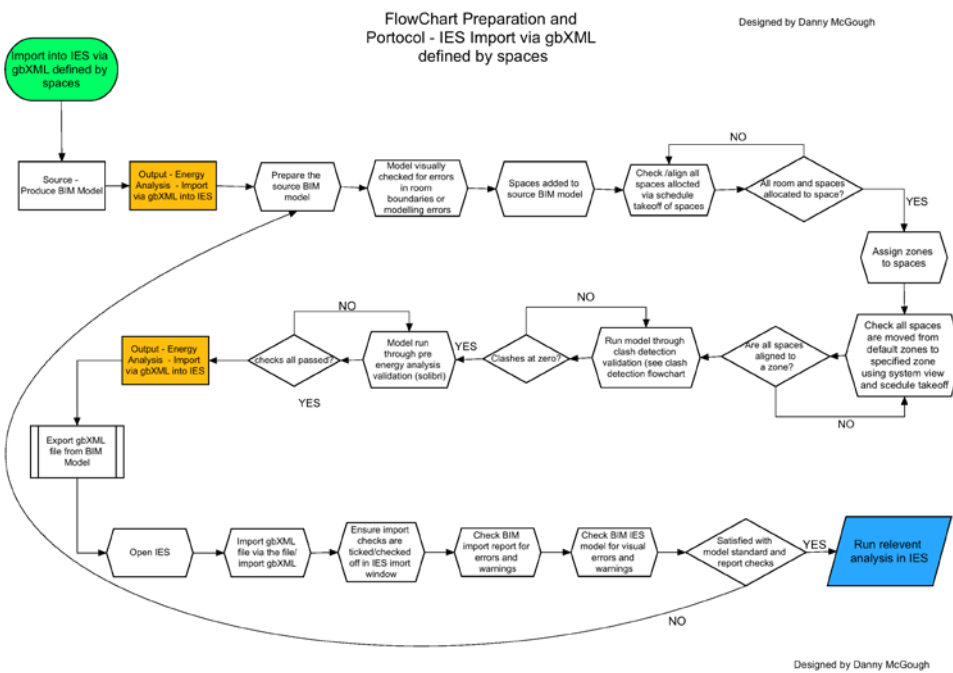 FlowChart Preparation and
Portocol - IES Import via gbXML
defined by spaces
Designed by Danny McGough
Import into IES via
gbXML defined by
spaces
Source -
Produce BIM Model
Output - Energy
Analysis - Import
via gbXML into IES
Prepare the
source BIM
model
Model visually
checked for errors
in room
boundaries or
modelling errors
Spaces added to
source BIM model
Check /align all
spaces allocted
via schedule
takeoff of spaces
NO
All room and spaces
allocated to space?
YES
Assign zones
to spaces
Check all spaces
are moved from
default zones to
specified zone
using system view
and scedule takeoff
Are all spaces
aligned to
a zone?
NO
NO
Run model through
clash detection
validation (see clash
detection flowchart
Clashes at zero?
YES
NO
Model run
through pre
energy analysis
validation (solibri)
checks all passed?
YES
Output - Energy
Analysis - Import
via gbXML into IES
Export gbXML
file from BIM
Model
Open IES
Import gbXML
file via the file/
import gbXML
Ensure import
checks are
ticked/checked
off in IES imort
window
Check BIM
import report for
errors and
warnings
Check BIM IES
model for visual
errors and
warnings
Satisfied with
model standard and
report checks
YES
Run relevent
analysis in IES
NO
Designed by Danny McGough